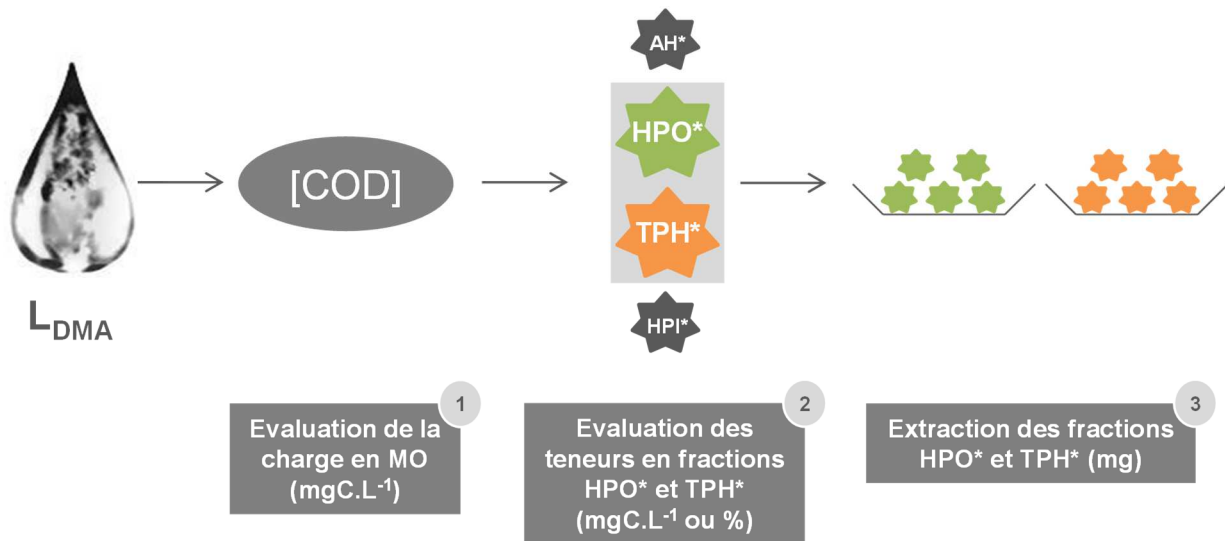 AH*
HPO*
[COD]
TPH*
HPI*
L_DMA
1
Evaluation de la
charge en MO
(mgC.L⁻¹)
2
Evaluation des
teneurs en fractions
HPO* et TPH*
(mgC.L⁻¹ ou %)
3
Extraction des fractions
HPO* et TPH* (mg)